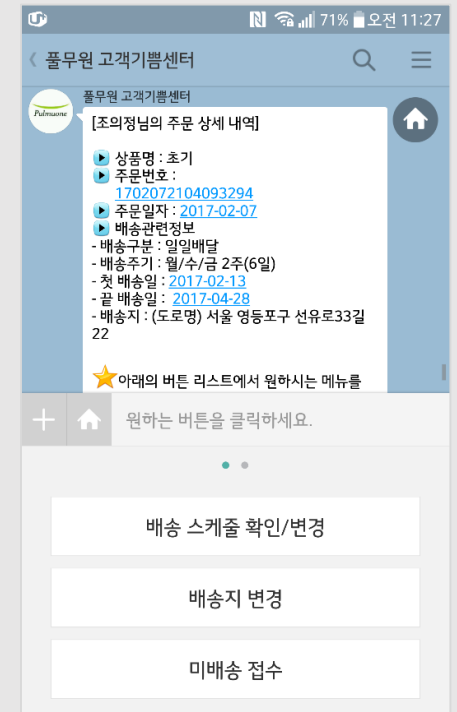 71% 오전 11:27
풀무원 고객기쁨센터
Pulmuone
풀무원 고객기쁨센터
[조의정님의 주문 상세 내역]
상품명 : 초기
주문번호 :
1702072104093294
주문일자 : 2017-02-07
배송관련정보
- 배송구분 : 일일배달
- 배송주기 : 월/수/금 2주(6일)
- 첫 배송일 : 2017-02-13
- 끝 배송일 : 2017-04-28
- 배송지 : (도로명) 서울 영등포구 선유로33길
22
아래의 버튼 리스트에서 원하시는 메뉴를
원하는 버튼을 클릭하세요.
배송 스케줄 확인/변경
배송지 변경
미배송 접수